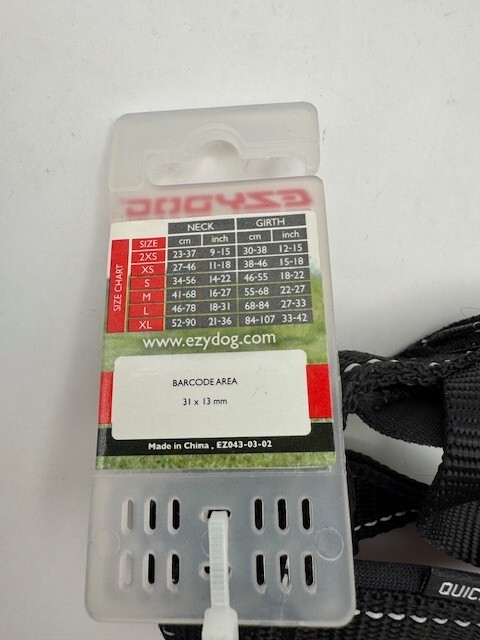 EZYDOG
NECK GIRTH
SIZE cm inch cm inch
2XS 23-37 9-15 30-38 12-15
XS 27-46 11-18 38-46 15-18
S 34-56 14-22 46-55 18-22
M 41-68 16-27 55-68 22-27
L 46-78 18-31 68-84 27-33
XL 52-90 21-36 84-107 33-42
SIZE CHART
www.ezydog.com
BARCODE AREA
31 x 13 mm
Made in China , EZ043-03-02
QUIC